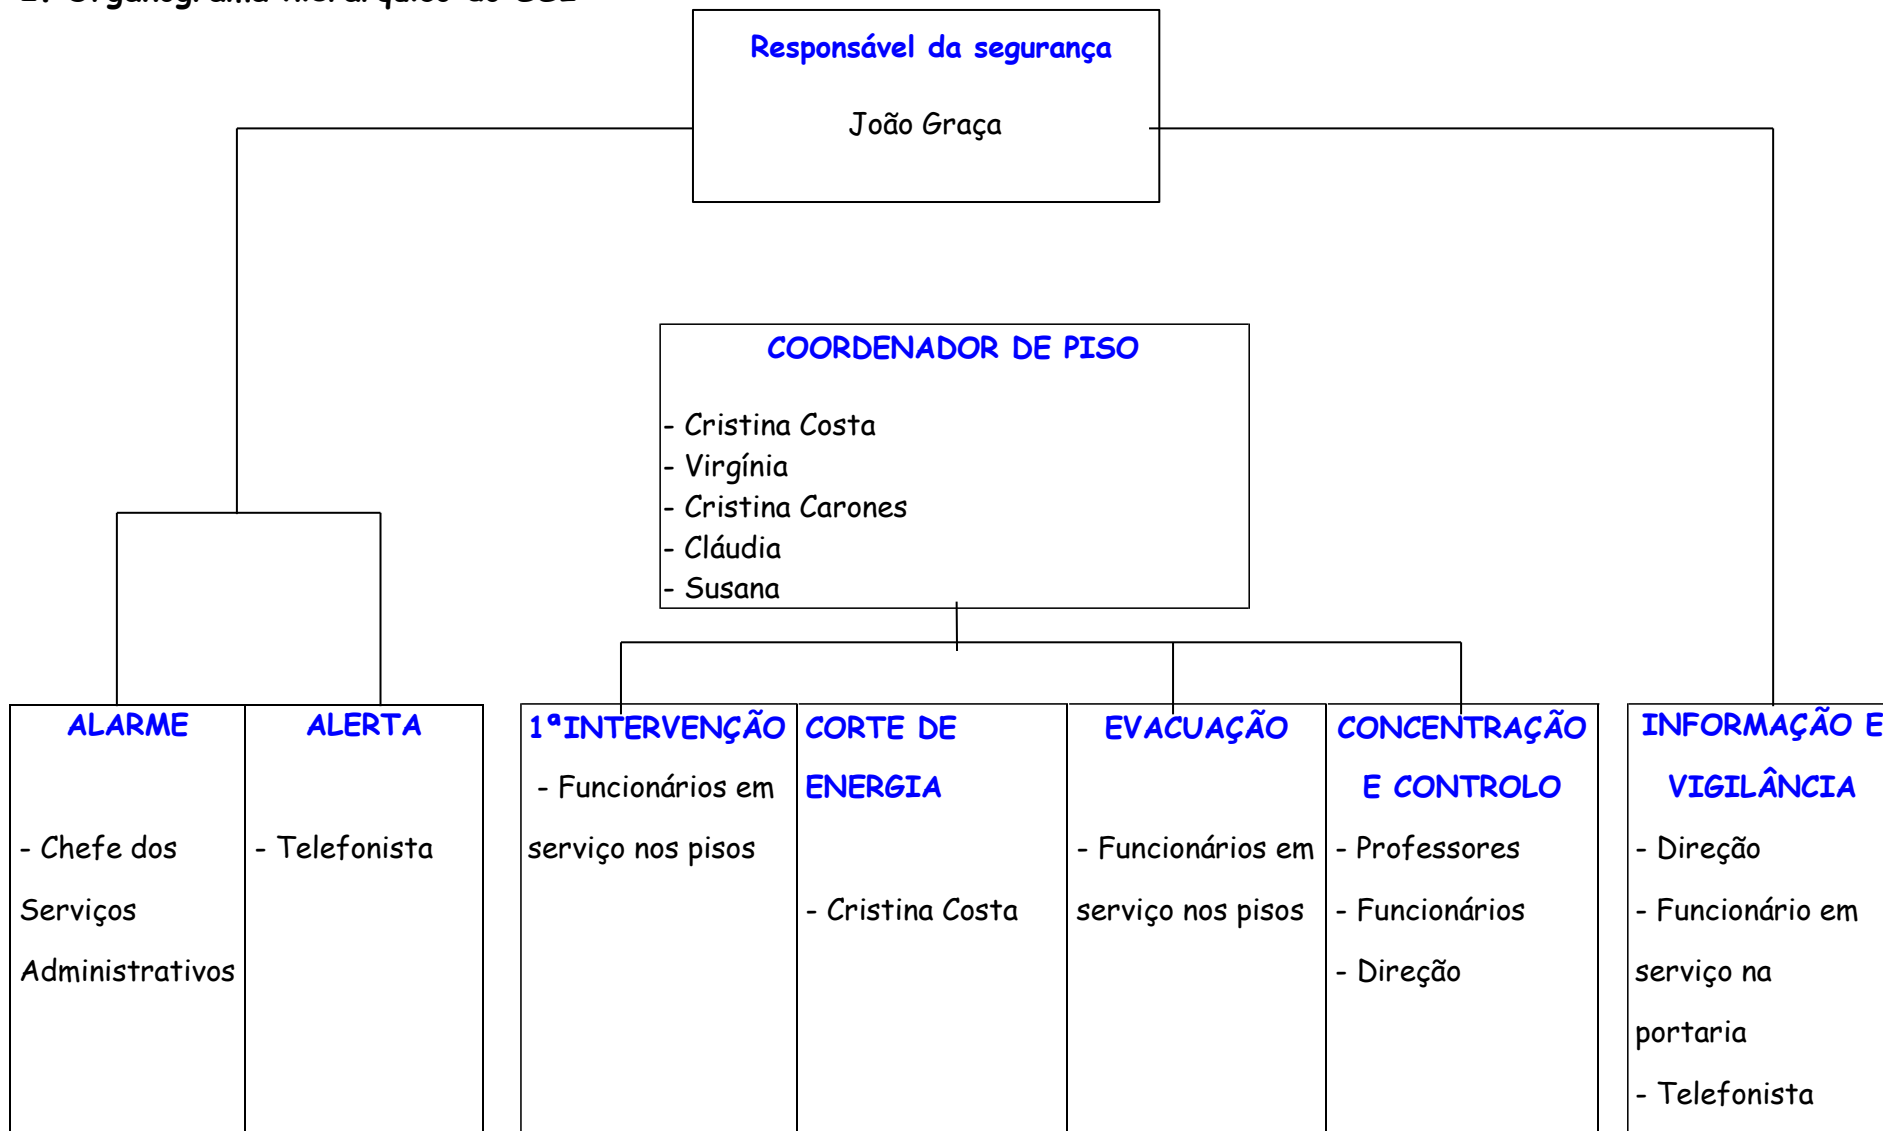 Responsável da segurança
João Graça
COORDENADOR DE PISO
- Cristina Costa
- Virgínia
- Cristina Carones
- Cláudia
- Susana
ALARME
- Chefe dos
Serviços
Administrativos
ALERTA
- Telefonista
1ªINTERVENÇÃO
- Funcionários em
serviço nos pisos
CORTE DE
ENERGIA
- Cristina Costa
EVACUAÇÃO
- Funcionários em
serviço nos pisos
CONCENTRAÇÃO
E CONTROLO
- Professores
- Funcionários
- Direção
INFORMAÇÃO E
VIGILÂNCIA
- Direção
- Funcionário em
serviço na
portaria
- Telefonista